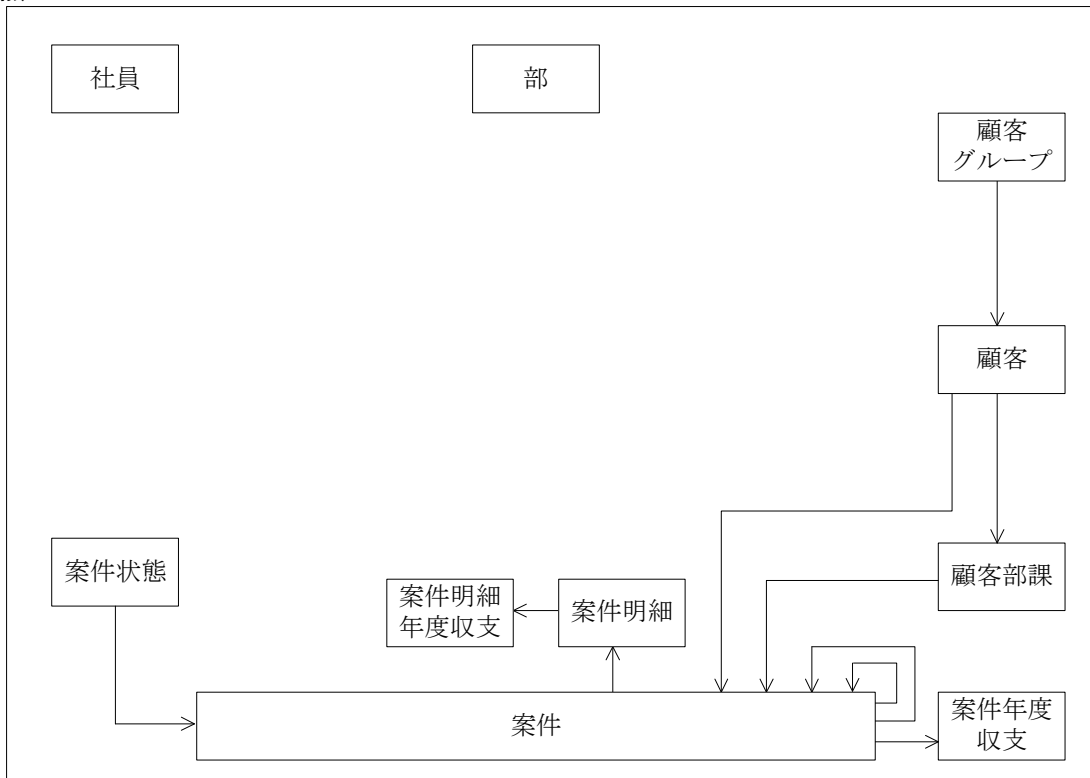 社員
部
顧客
グループ
顧客
案件状態
案件明細
年度収支
案件明細
顧客部課
案件
案件年度
収支